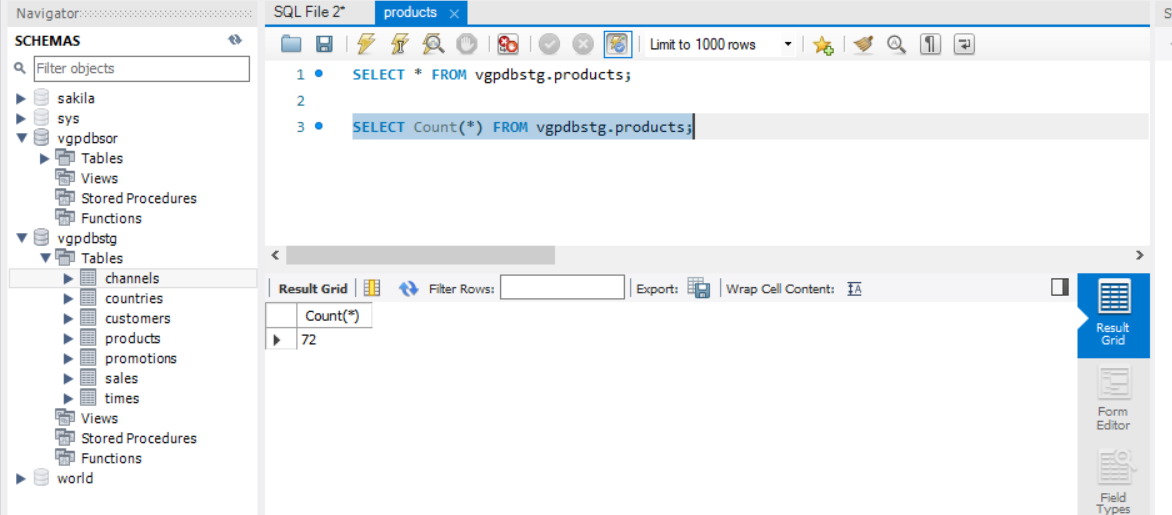 Navigator
SCHEMAS
Filter objects
sakila
sys
vgpdbsor
Tables
Views
Stored Procedures
Functions
vgpdbstg
Tables
channels
countries
customers
products
promotions
sales
times
Views
Stored Procedures
Functions
world
SQL File 2*
products
Limit to 1000 rows
1 SELECT * FROM vgpdbstg.products;
2
3 SELECT Count(*) FROM vgpdbstg.products;
Result Grid
Filter Rows:
Export:
Wrap Cell Content:
Count(*)
72
Result
Grid
Form
Editor
Field
Types
S